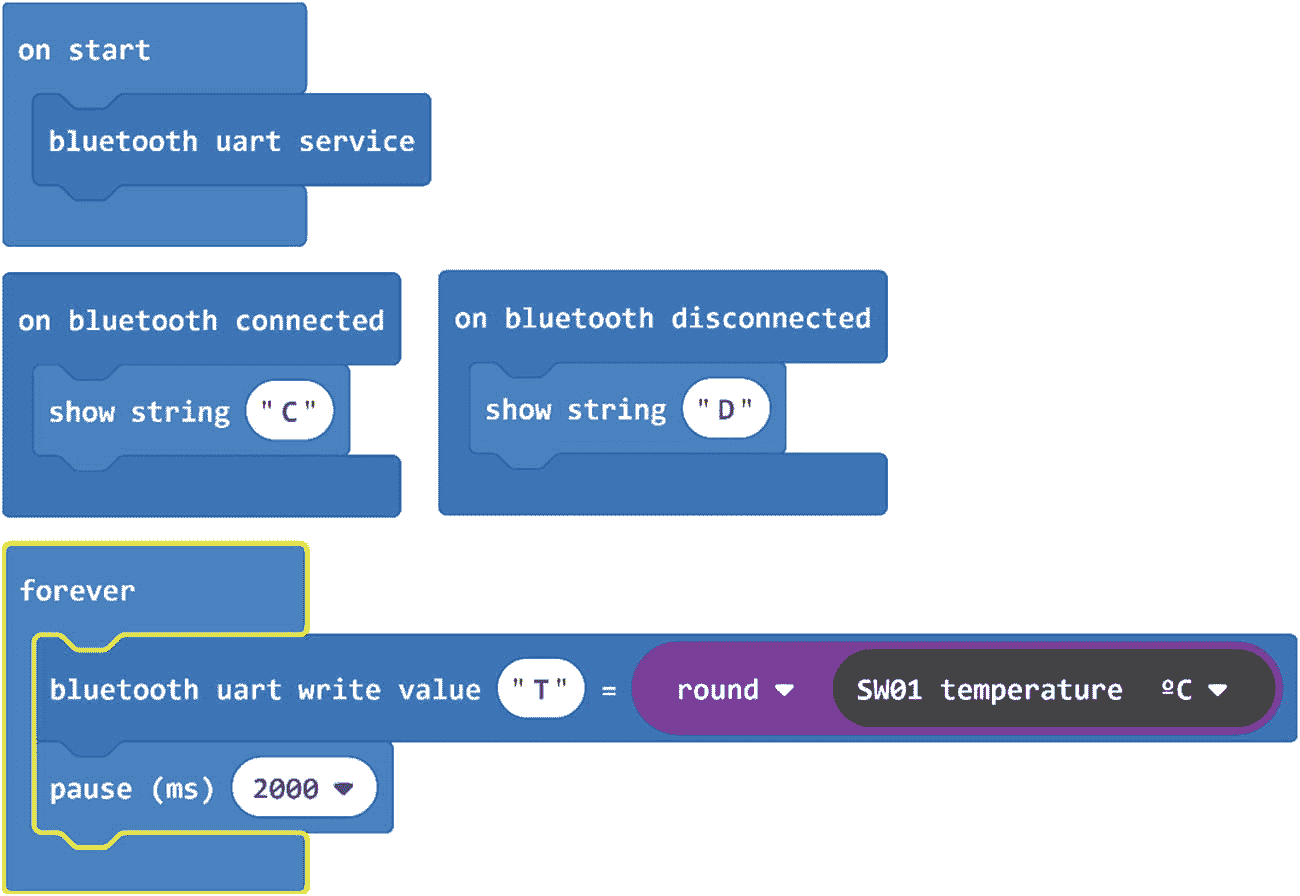 on start
bluetooth uart service
on bluetooth connected
show string "C"
on bluetooth disconnected
show string "D"
forever
bluetooth uart write value "T" = round SW01 temperature ºC
pause (ms) 2000